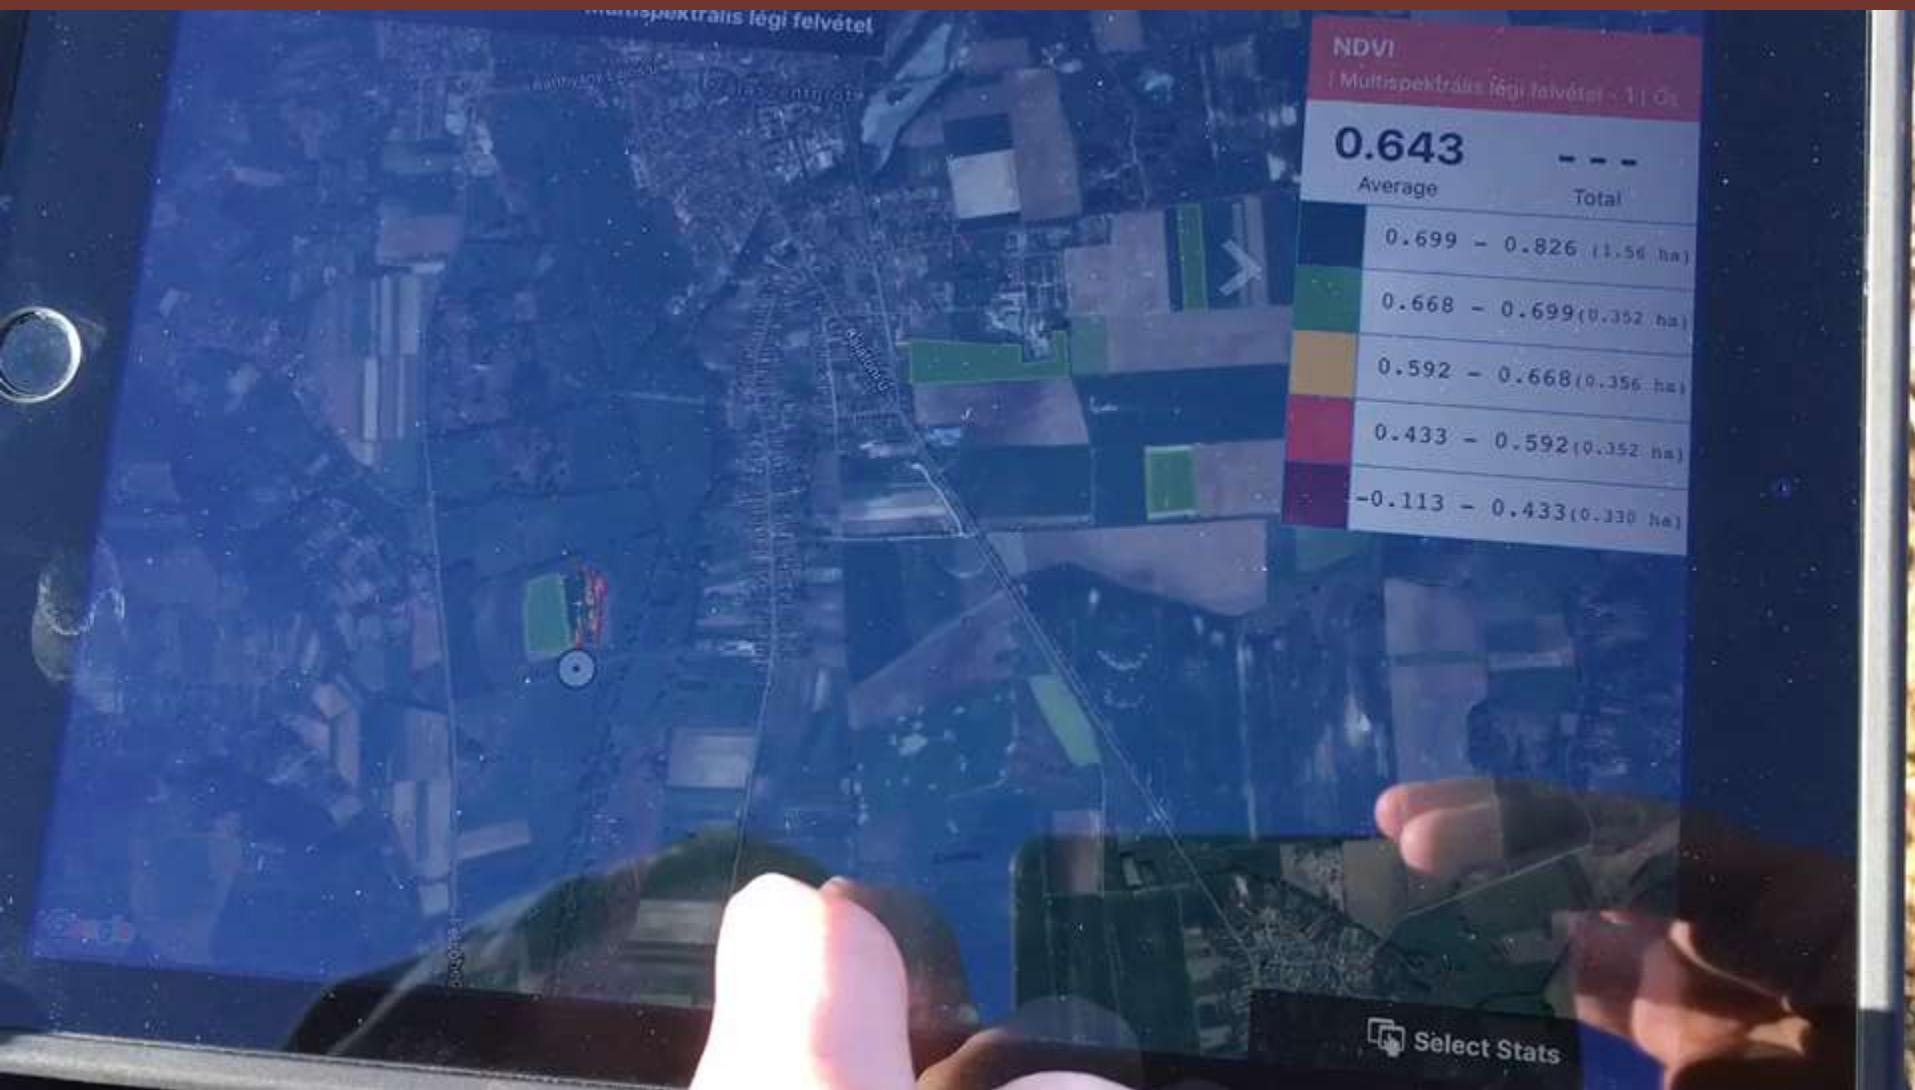 Multispektrális légi felvétel
NDVI
| Multispektrális légi felvétel - 1 | Ős
0.643
- - -
Average
Total
0.699 - 0.826 (1.56 ha)
0.668 - 0.699(0.352 ha)
0.592 - 0.668(0.356 ha)
0.433 - 0.592(0.352 ha)
-0.113 - 0.433(0.330 ha)
Google
Select Stats